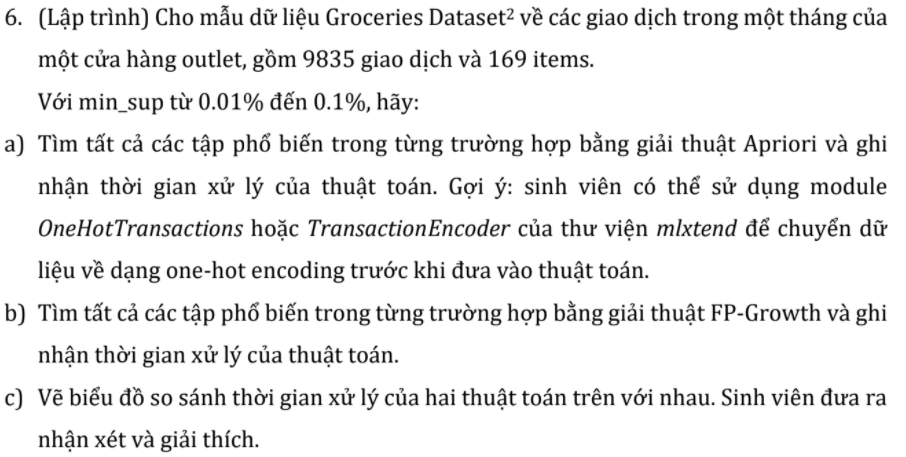 6. (Lập trình) Cho mẫu dữ liệu Groceries Dataset² về các giao dịch trong một tháng của
một cửa hàng outlet, gồm 9835 giao dịch và 169 items.
Với min_sup từ 0.01% đến 0.1%, hãy:
a) Tìm tất cả các tập phổ biến trong từng trường hợp bằng giải thuật Apriori và ghi
nhận thời gian xử lý của thuật toán. Gợi ý: sinh viên có thể sử dụng module
OneHotTransactions hoặc TransactionEncoder của thư viện mlxtend để chuyển dữ
liệu về dạng one-hot encoding trước khi đưa vào thuật toán.
b) Tìm tất cả các tập phổ biến trong từng trường hợp bằng giải thuật FP-Growth và ghi
nhận thời gian xử lý của thuật toán.
c) Vẽ biểu đồ so sánh thời gian xử lý của hai thuật toán trên với nhau. Sinh viên đưa ra
nhận xét và giải thích.